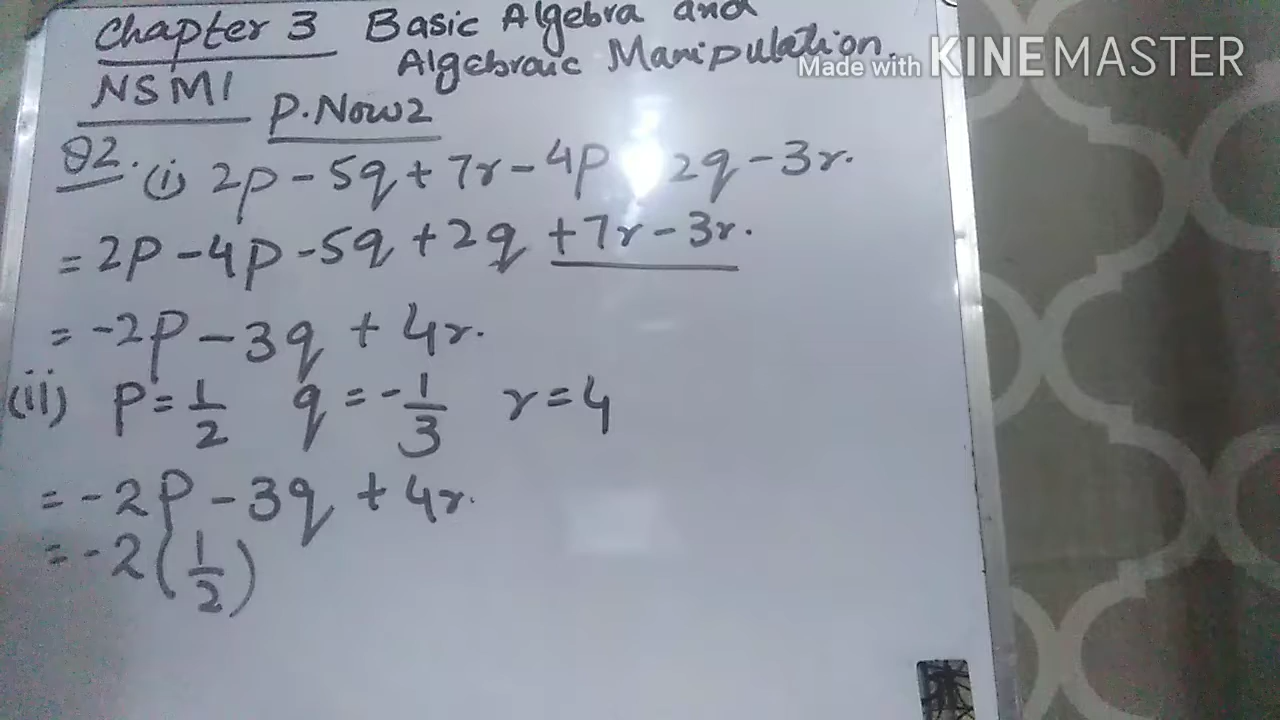 Chapter 3 Basic Algebra and
Algebraic Manipulation.
Made with KINEMASTER
NSM1 P.Now2
Q2. (i) 2p - 5q + 7r - 4p 2q - 3r.
= 2p - 4p - 5q + 2q + 7r - 3r.
= -2p - 3q + 4r.
(ii) p = 1/2 q = -1/3 r = 4
= -2p - 3q + 4r.
= -2(1/2)